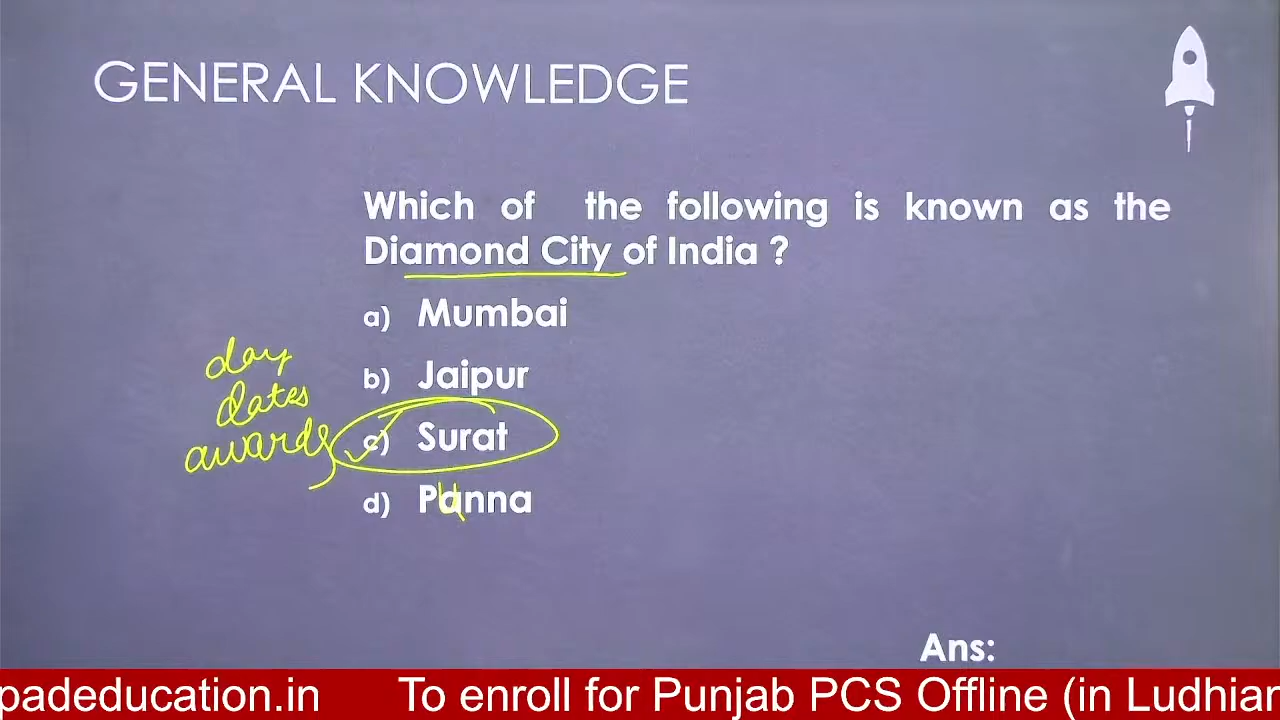 GENERAL KNOWLEDGE
Which of the following is known as the
Diamond City of India ?
a) Mumbai
b) Jaipur
c) Surat
d) Panna
day
dates
awards
Ans:
padeducation.in To enroll for Punjab PCS Offline (in Ludhian